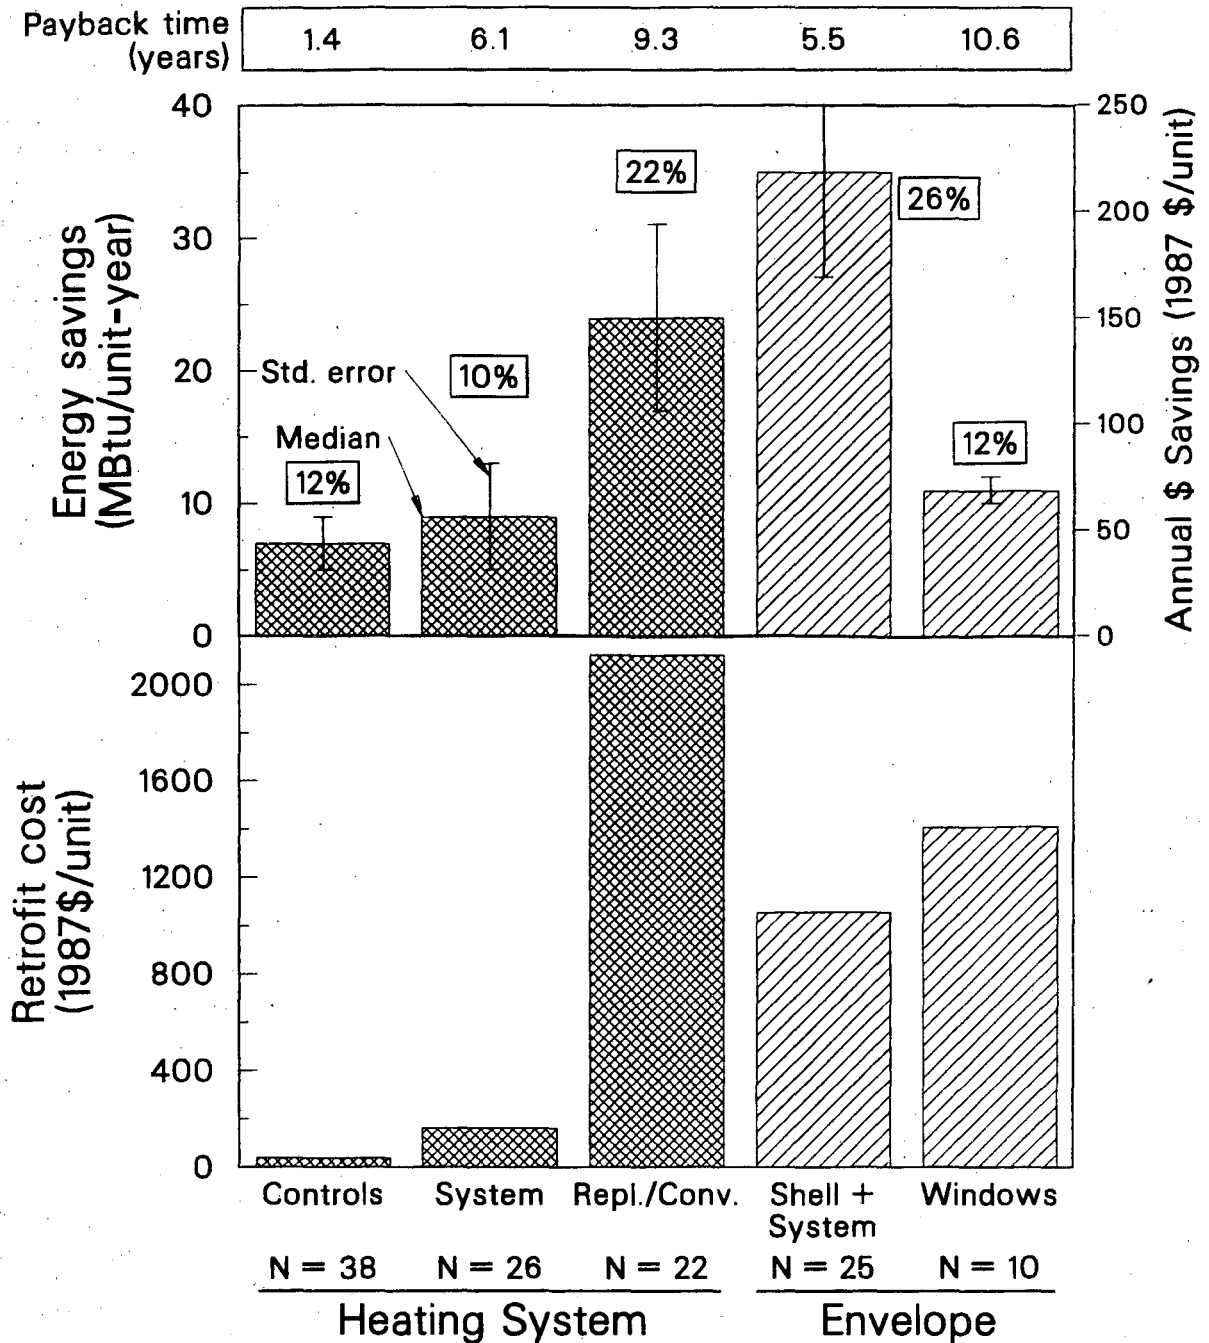 Payback time
(years)
1.4 6.1 9.3 5.5 10.6
Energy savings
(MBtu/unit-year)
40
30
20
10
0
250
200
150
100
50
0
Annual $ Savings (1987 $/unit)
22%
26%
Std. error
10%
Median
12%
12%
Retrofit cost
(1987$/unit)
2000
1600
1200
800
400
0
Controls System Repl./Conv. Shell + Windows
System
N = 38 N = 26 N = 22 N = 25 N = 10
Heating System Envelope